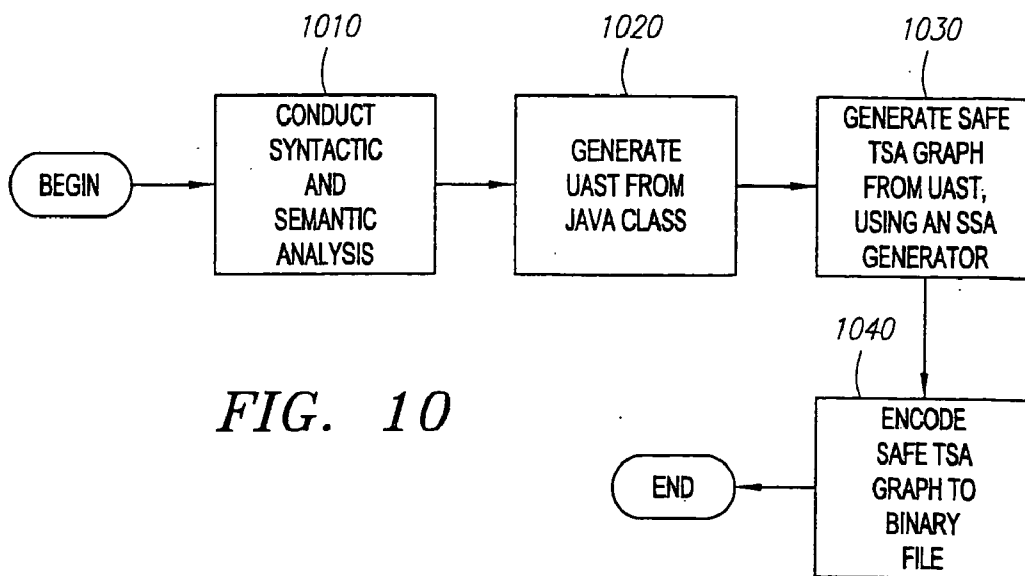 1010
1020
1030
BEGIN
CONDUCT
SYNTACTIC
AND
SEMANTIC
ANALYSIS
GENERATE
UAST FROM
JAVA CLASS
GENERATE SAFE
TSA GRAPH
FROM UAST,
USING AN SSA
GENERATOR
1040
FIG. 10
END
ENCODE
SAFE TSA
GRAPH TO
BINARY
FILE